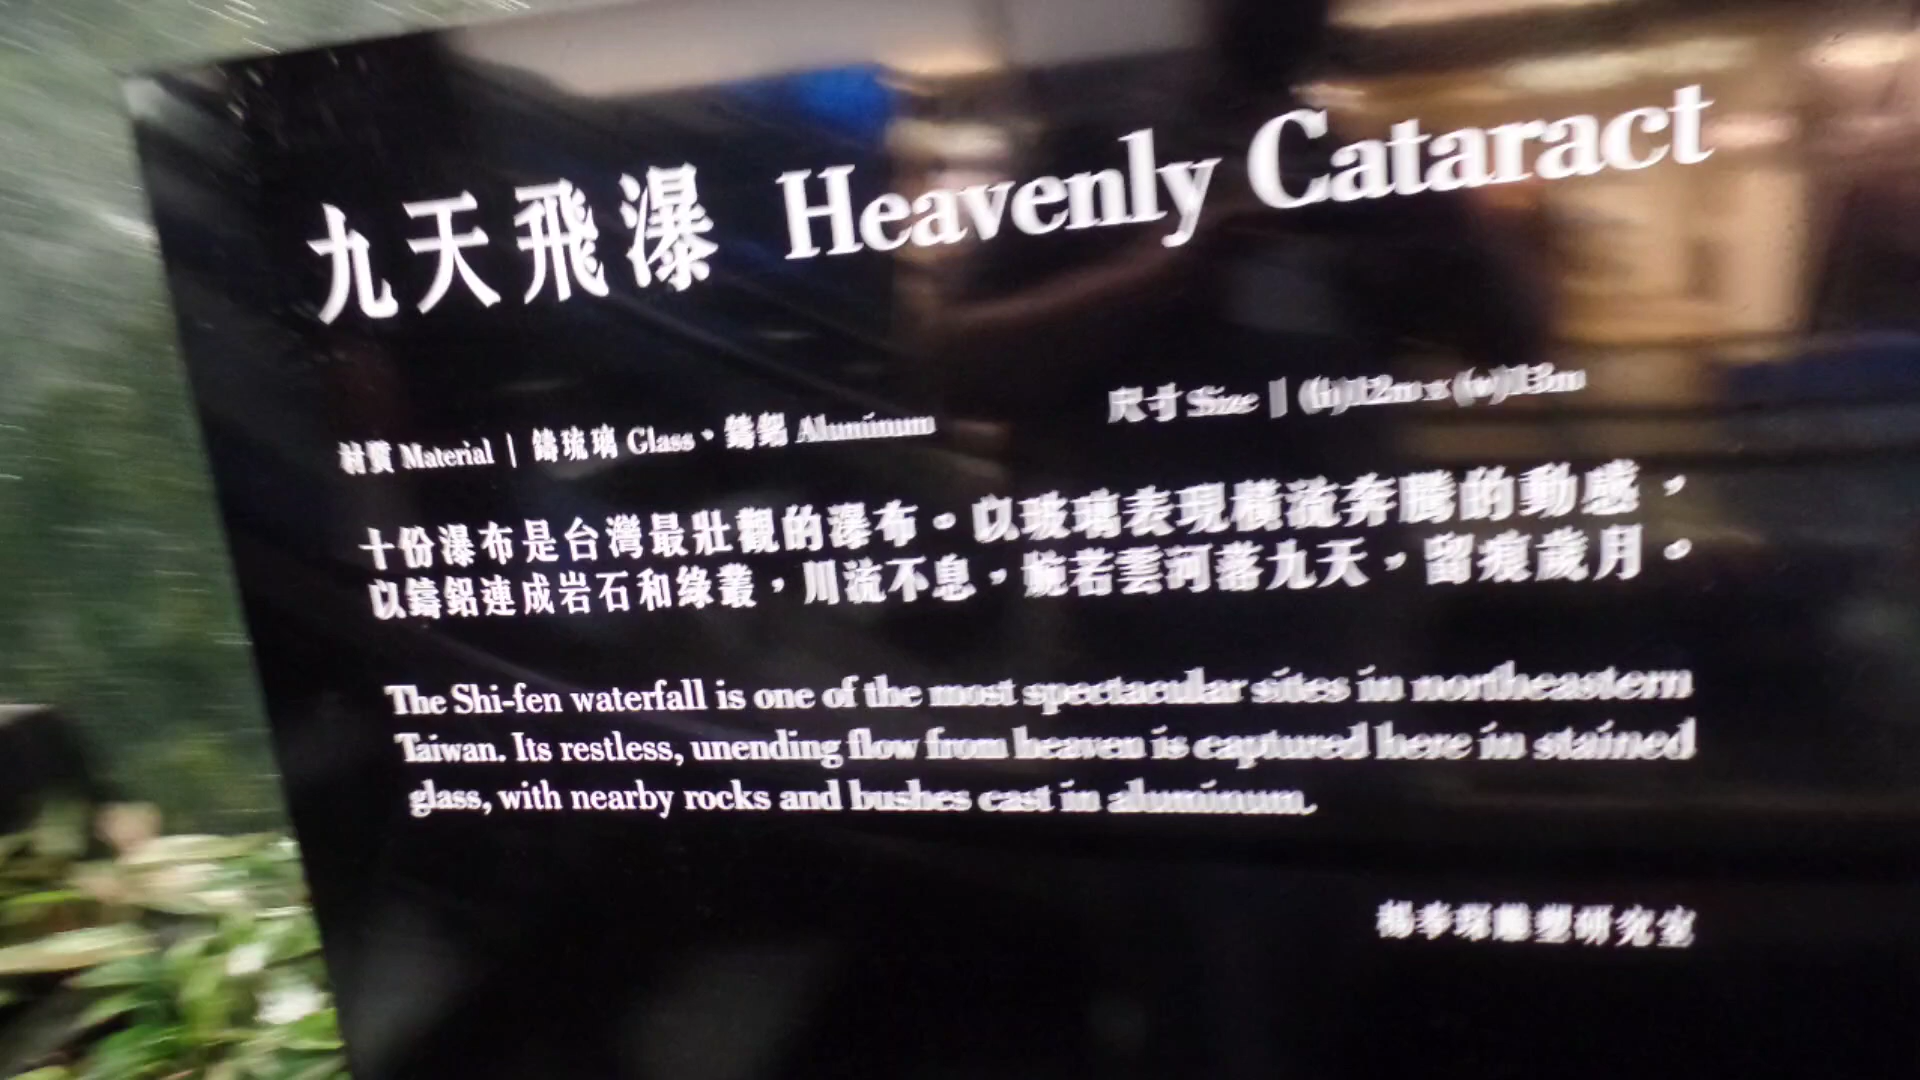 九天飛瀑 Heavenly Cataract
材質 Material | 鑄琉璃 Glass、鑄鋁 Aluminum
尺寸 Size | (h)12m x (w)13m
十份瀑布是台灣最壯觀的瀑布。以玻璃表現橫流奔騰的動感，
以鑄鋁連成岩石和綠叢，川流不息，婉若雲河落九天，留痕歲月。
The Shi-fen waterfall is one of the most spectacular sites in northeastern
Taiwan. Its restless, unending flow from heaven is captured here in stained
glass, with nearby rocks and bushes cast in aluminum.
雕塑研究室